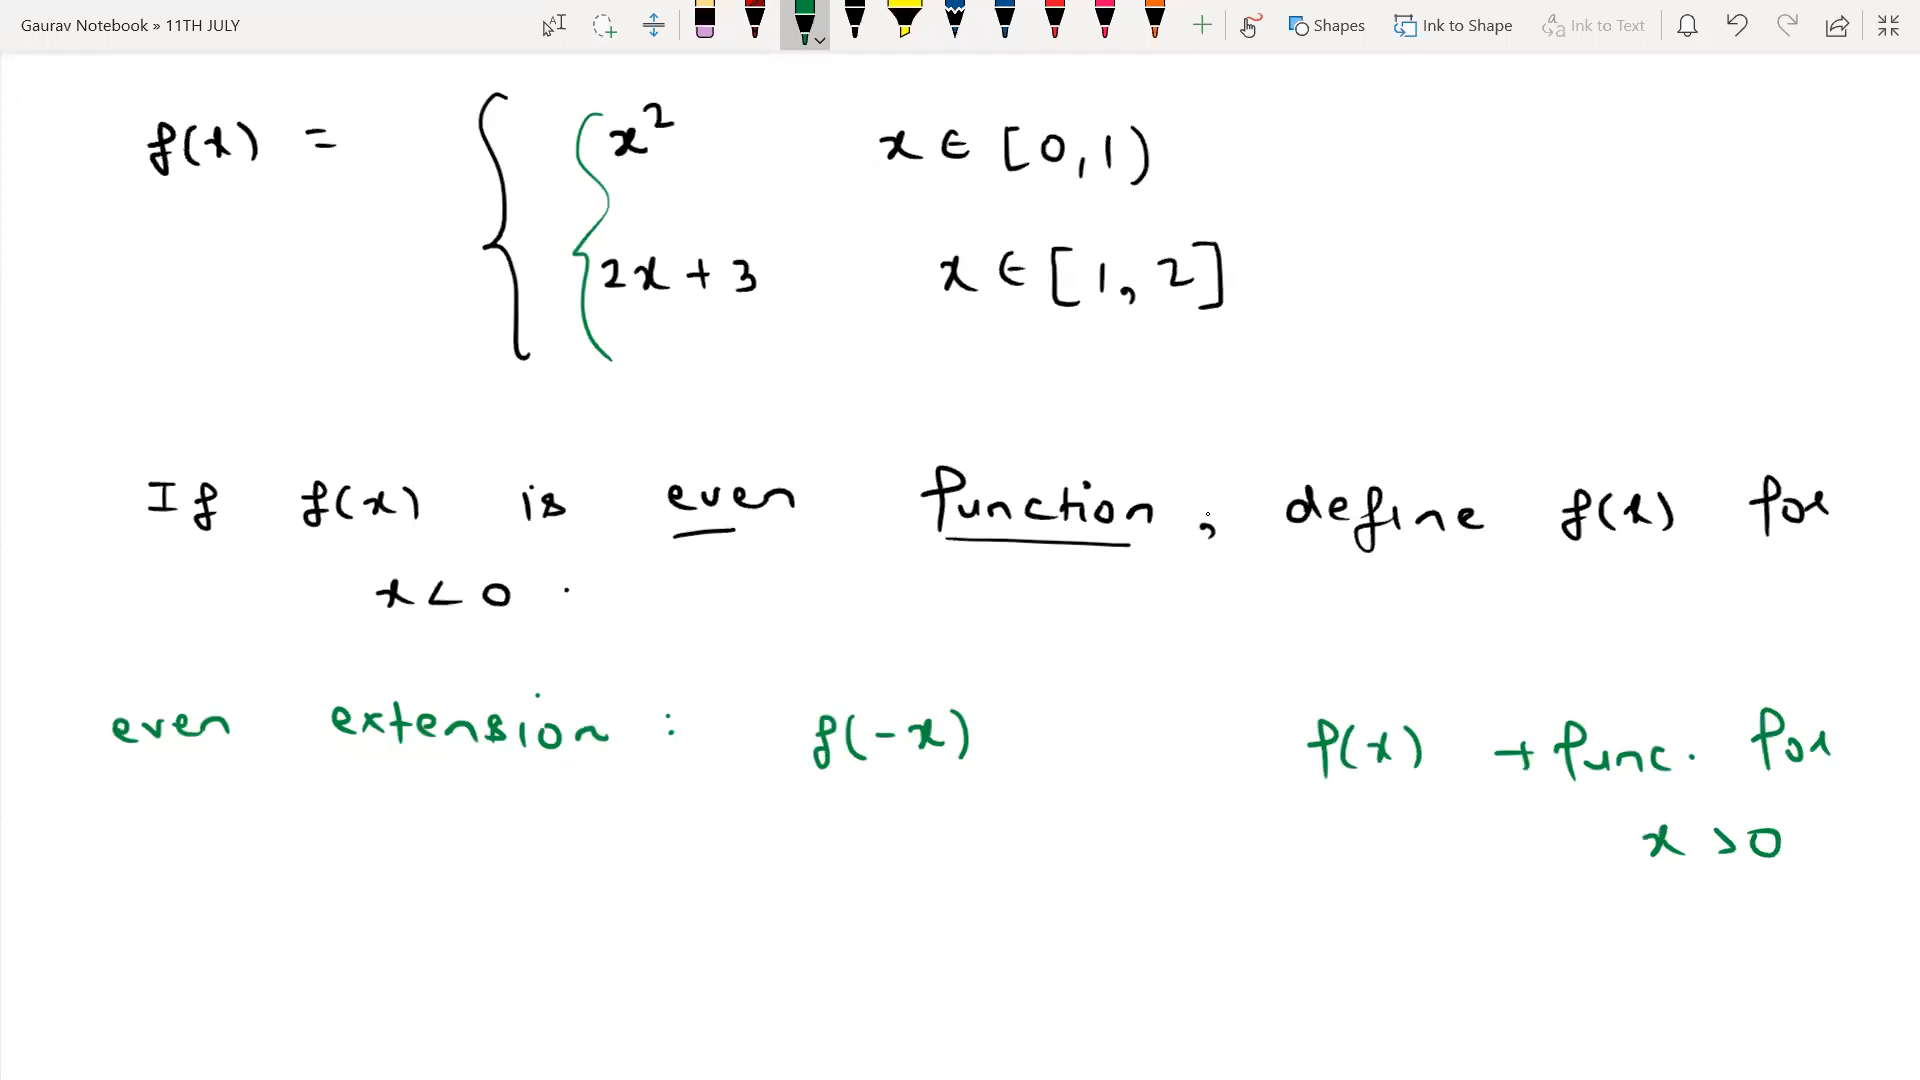 Gaurav Notebook » 11TH JULY Shapes Ink to Shape Ink to Text
f(x) = { { x² x ∈ [0,1)
2x + 3 x ∈ [1, 2]
If f(x) is even function, define f(x) for
x < 0 .
even extension : f(-x) f(x) → func. for
x > 0